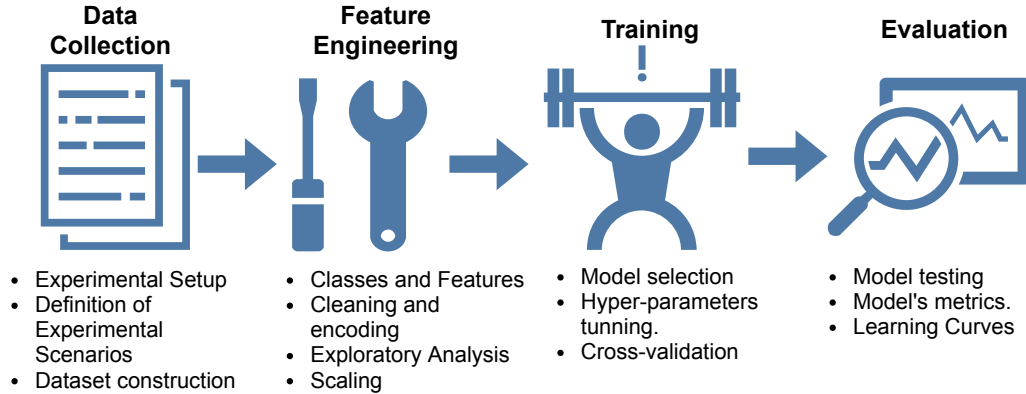 Data
Collection
Feature
Engineering
Training
Evaluation
• Experimental Setup
• Definition of
Experimental
Scenarios
• Dataset construction
• Classes and Features
• Cleaning and
encoding
• Exploratory Analysis
• Scaling
• Model selection
• Hyper-parameters
tunning.
• Cross-validation
• Model testing
• Model's metrics.
• Learning Curves